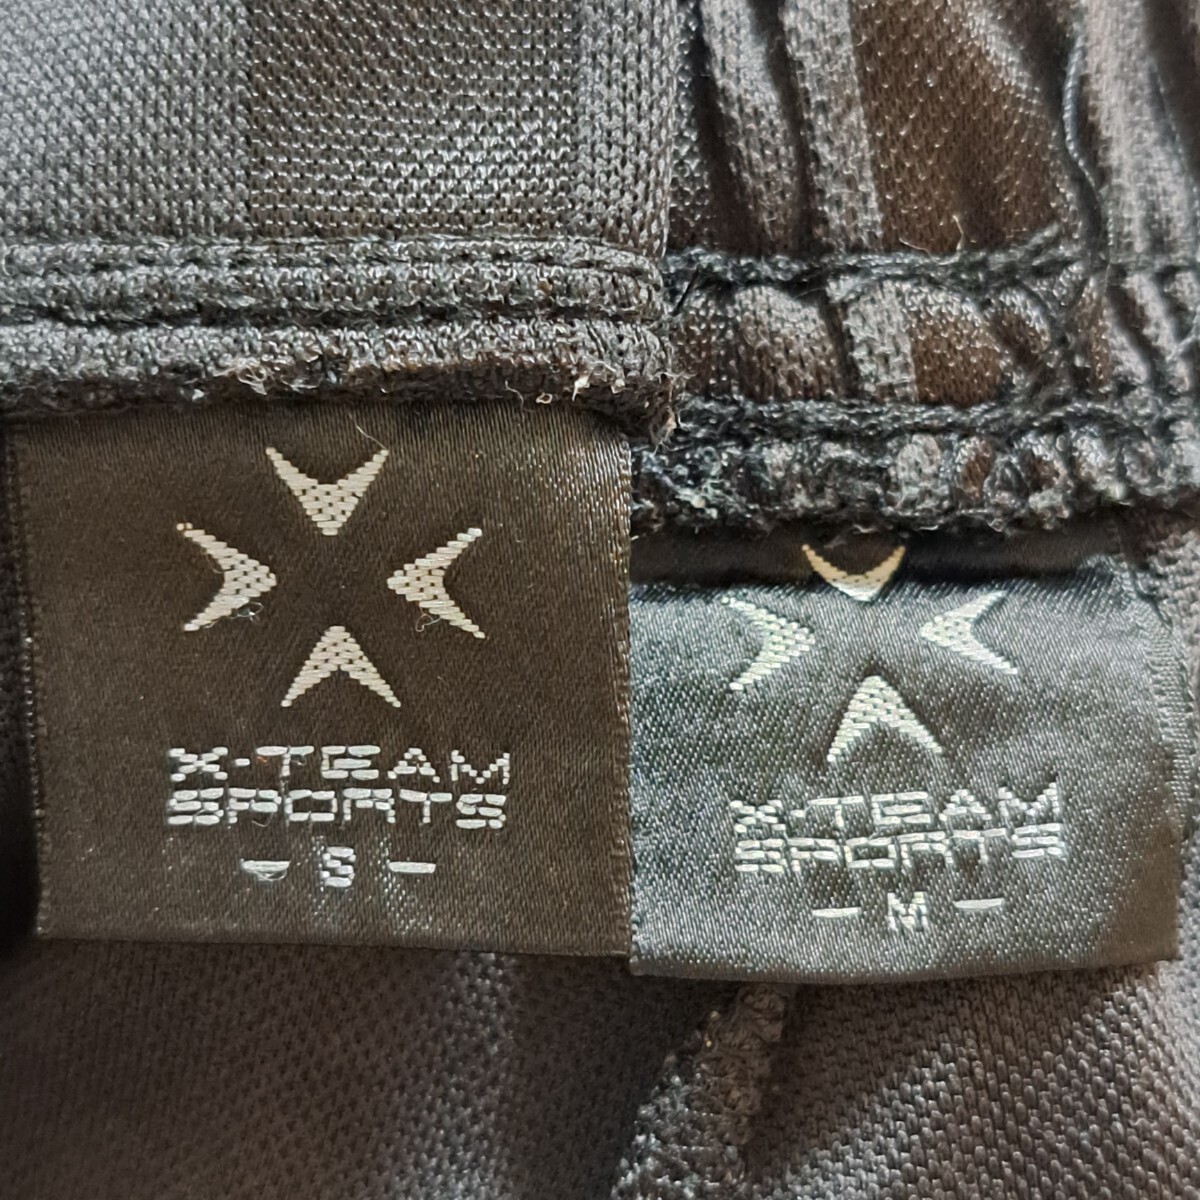 X-TEAM
SPORTS
- S -
X-TEAM
SPORTS
- M -